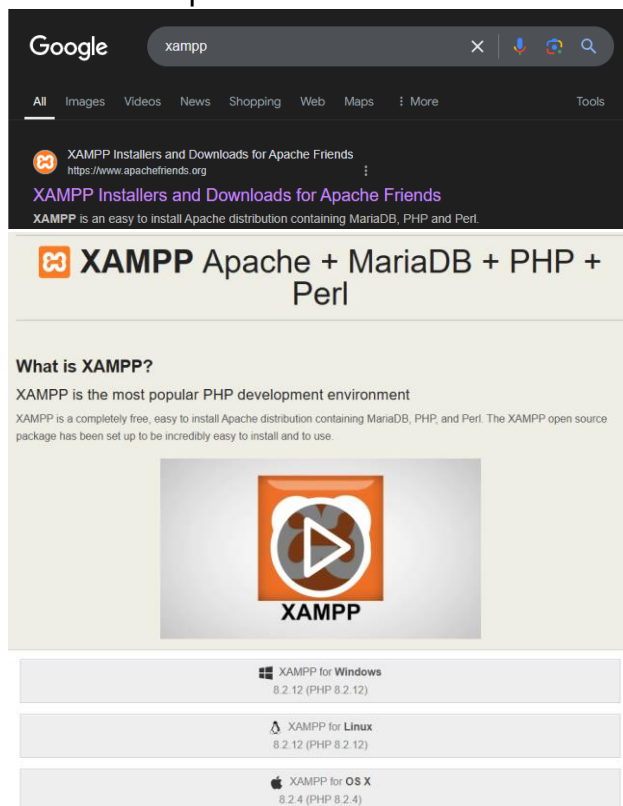 Google
xampp
All Images Videos News Shopping Web Maps More Tools
XAMPP Installers and Downloads for Apache Friends
https://www.apachefriends.org
XAMPP Installers and Downloads for Apache Friends
XAMPP is an easy to install Apache distribution containing MariaDB, PHP and Perl.
XAMPP Apache + MariaDB + PHP +
Perl
What is XAMPP?
XAMPP is the most popular PHP development environment
XAMPP is a completely free, easy to install Apache distribution containing MariaDB, PHP, and Perl. The XAMPP open source
package has been set up to be incredibly easy to install and to use.
XAMPP
XAMPP for Windows
8.2.12 (PHP 8.2.12)
XAMPP for Linux
8.2.12 (PHP 8.2.12)
XAMPP for OS X
8.2.4 (PHP 8.2.4)